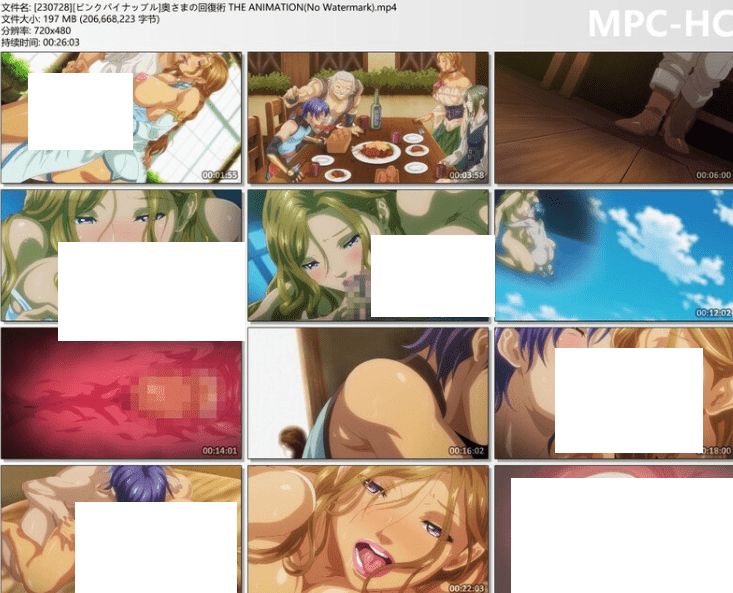 文件名: [230728][ピンクパイナップル]奥さまの回復術 THE ANIMATION(No Watermark).mp4
MPC-HC
文件大小: 197 MB (206,668,223 字节)
分辨率: 720x480
持续时间: 00:26:03
00:01:55
00:03:58
00:06:00
00:12:02
00:14:01
00:16:02
00:18:00
00:22:03